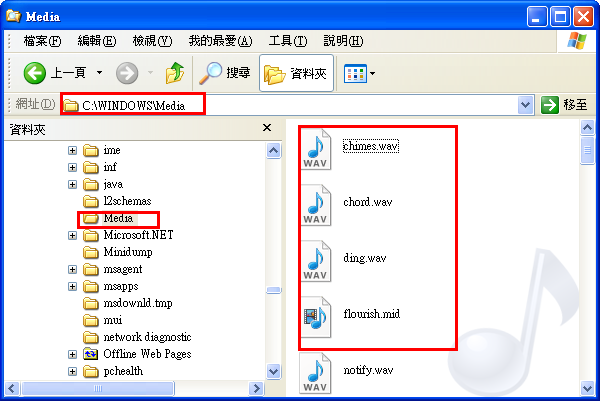 Media
檔案(F) 編輯(E) 檢視(V) 我的最愛(A) 工具(T) 說明(H)
上一頁 搜尋 資料夾
網址(D) C:\WINDOWS\Media 移至
資料夾
ime
inf
java
l2schemas
Media
Microsoft.NET
Minidump
msagent
msapps
msdownld.tmp
mui
network diagnostic
Offline Web Pages
pchealth
WAV chimes.wav
WAV chord.wav
WAV ding.wav
flourish.mid
WAV notify.wav